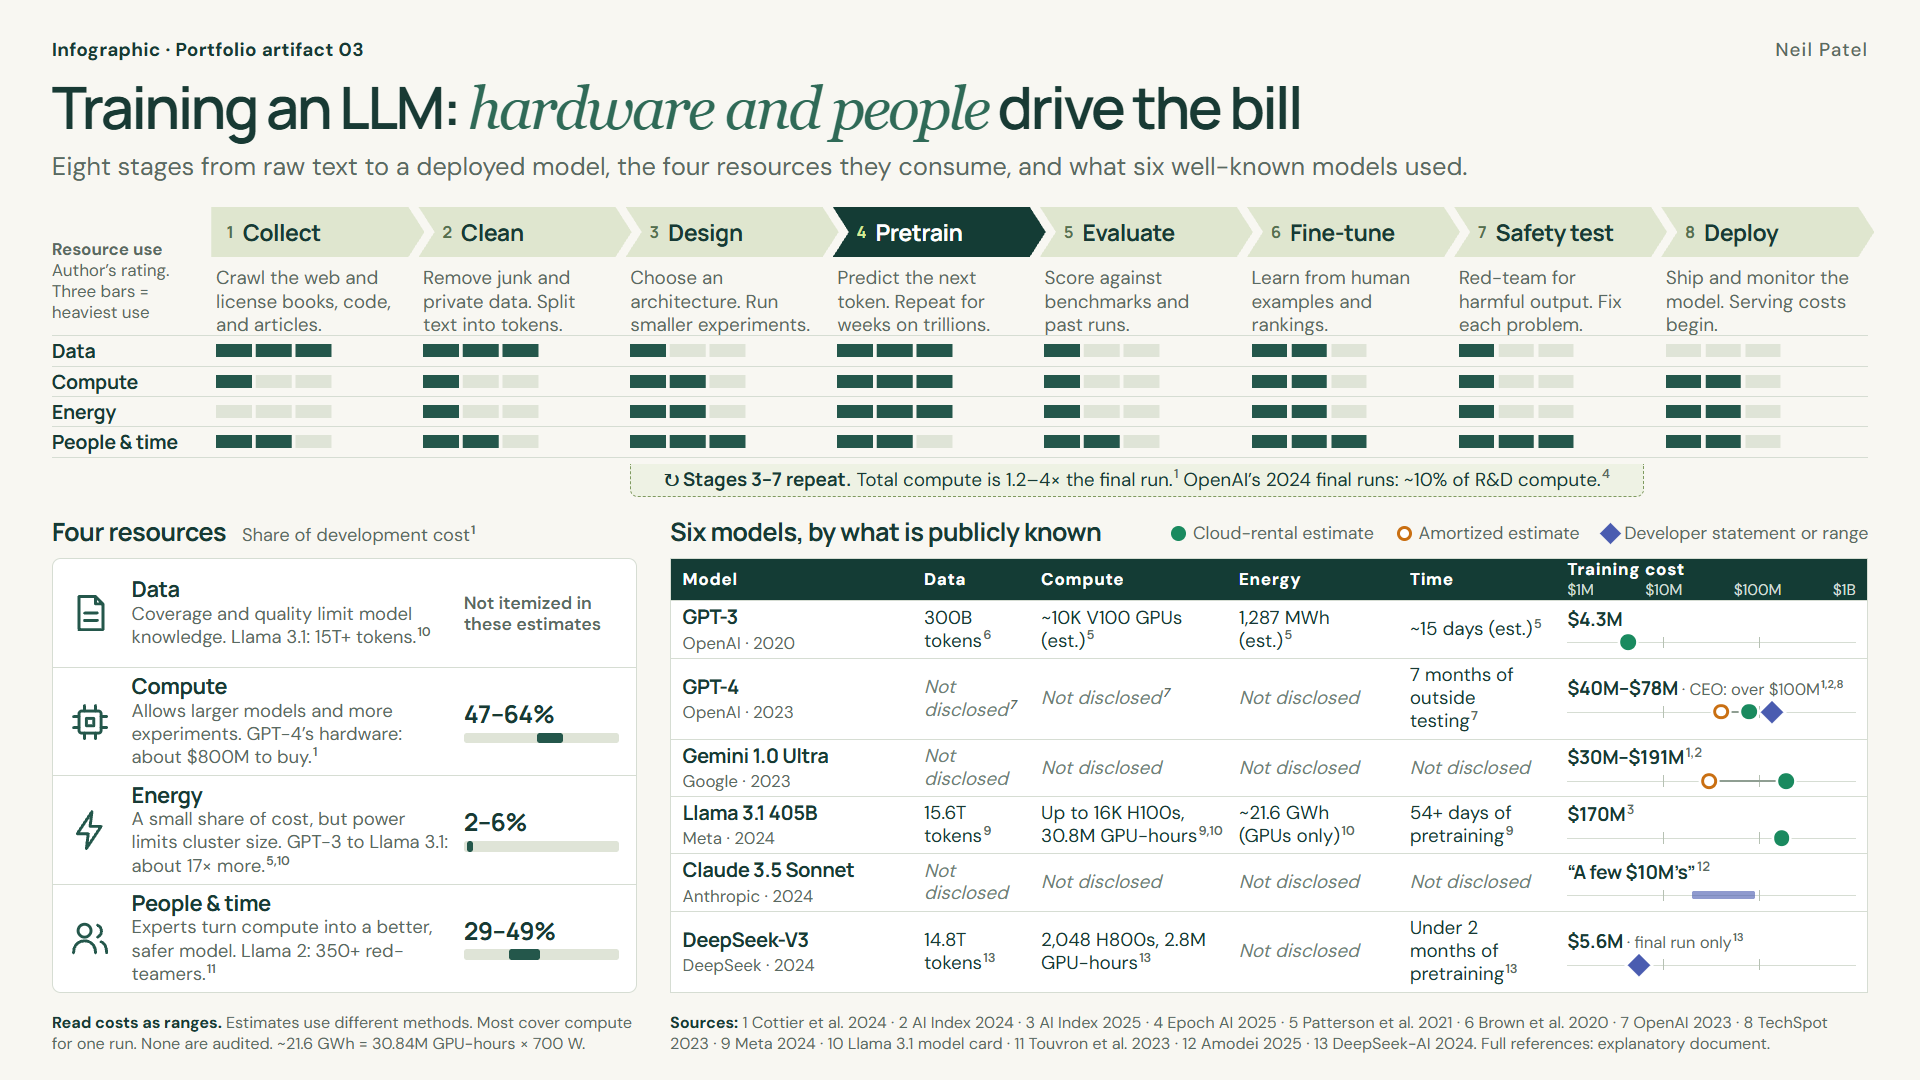 Infographic · Portfolio artifact 03
Neil Patel
Training an LLM: hardware and people drive the bill
Eight stages from raw text to a deployed model, the four resources they consume, and what six well-known models used.
Resource use
Author's rating.
Three bars =
heaviest use
1 Collect
Crawl the web and
license books, code,
and articles.
2 Clean
Remove junk and
private data. Split
text into tokens.
3 Design
Choose an
architecture. Run
smaller experiments.
4 Pretrain
Predict the next
token. Repeat for
weeks on trillions.
5 Evaluate
Score against
benchmarks and
past runs.
6 Fine-tune
Learn from human
examples and
rankings.
7 Safety test
Red-team for
harmful output. Fix
each problem.
8 Deploy
Ship and monitor the
model. Serving costs
begin.
Data
Compute
Energy
People & time
↻ Stages 3–7 repeat. Total compute is 1.2–4× the final run.¹ OpenAI's 2024 final runs: ~10% of R&D compute.⁴
Four resources Share of development cost¹
Data
Coverage and quality limit model
knowledge. Llama 3.1: 15T+ tokens.¹⁰
Not itemized in
these estimates
Compute
Allows larger models and more
experiments. GPT-4's hardware:
about $800M to buy.¹
47–64%
Energy
A small share of cost, but power
limits cluster size. GPT-3 to Llama 3.1:
about 17× more.⁵,¹⁰
2–6%
People & time
Experts turn compute into a better,
safer model. Llama 2: 350+ red-
teamers.¹¹
29–49%
Six models, by what is publicly known
Cloud-rental estimate
Amortized estimate
Developer statement or range
Model
Data
Compute
Energy
Time
Training cost
$1M $10M $100M $1B
GPT-3
OpenAI · 2020
300B
tokens⁶
~10K V100 GPUs
(est.)⁵
1,287 MWh
(est.)⁵
~15 days (est.)⁵
$4.3M
GPT-4
OpenAI · 2023
Not
disclosed⁷
Not disclosed⁷
Not disclosed
7 months of
outside
testing⁷
$40M–$78M · CEO: over $100M¹,²,⁸
Gemini 1.0 Ultra
Google · 2023
Not
disclosed
Not disclosed
Not disclosed
Not disclosed
$30M–$191M¹,²
Llama 3.1 405B
Meta · 2024
15.6T
tokens⁹
Up to 16K H100s,
30.8M GPU-hours⁹,¹⁰
~21.6 GWh
(GPUs only)¹⁰
54+ days of
pretraining⁹
$170M³
Claude 3.5 Sonnet
Anthropic · 2024
Not
disclosed
Not disclosed
Not disclosed
Not disclosed
“A few $10M's”¹²
DeepSeek-V3
DeepSeek · 2024
14.8T
tokens¹³
2,048 H800s, 2.8M
GPU-hours¹³
Not disclosed
Under 2
months of
pretraining¹³
$5.6M · final run only¹³
Read costs as ranges. Estimates use different methods. Most cover compute
for one run. None are audited. ~21.6 GWh = 30.84M GPU-hours × 700 W.
Sources: 1 Cottier et al. 2024 · 2 AI Index 2024 · 3 AI Index 2025 · 4 Epoch AI 2025 · 5 Patterson et al. 2021 · 6 Brown et al. 2020 · 7 OpenAI 2023 · 8 TechSpot
2023 · 9 Meta 2024 · 10 Llama 3.1 model card · 11 Touvron et al. 2023 · 12 Amodei 2025 · 13 DeepSeek-AI 2024. Full references: explanatory document.